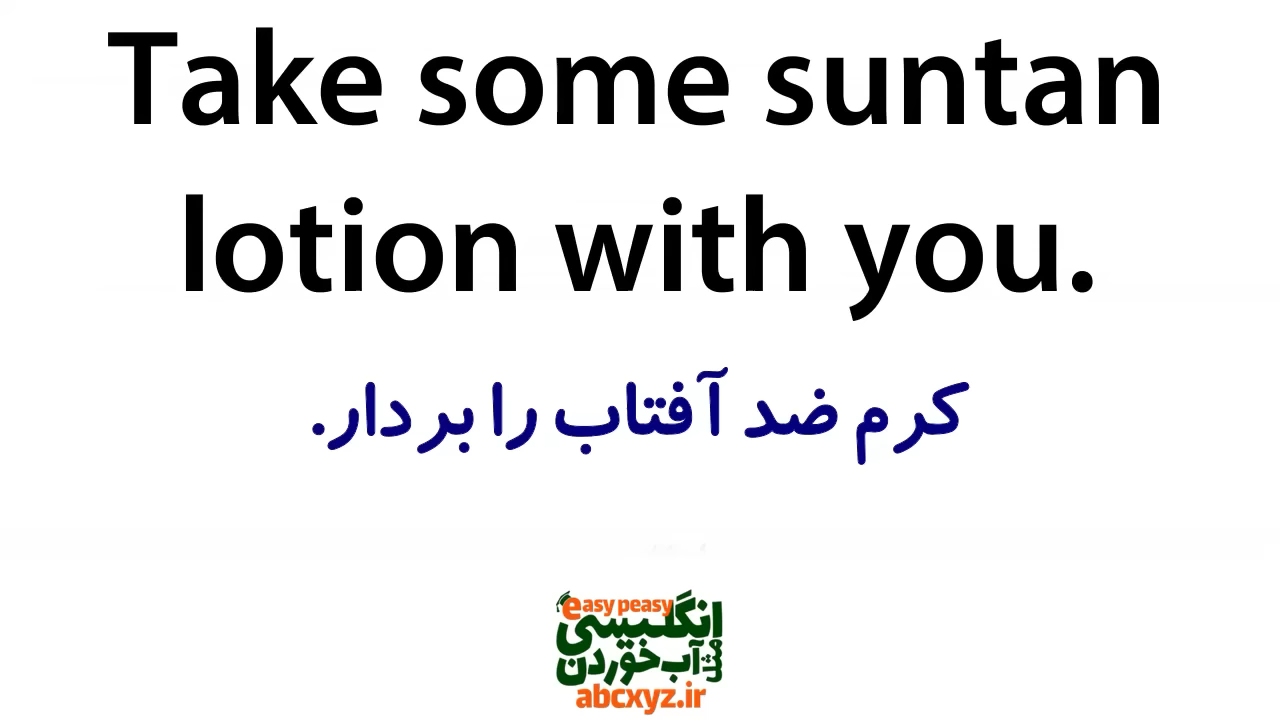 Take some suntan
lotion with you.
کرم ضد آفتاب را بردار.
easy peasy
انگلیسی
مثل آب خوردن
abcxyz.ir